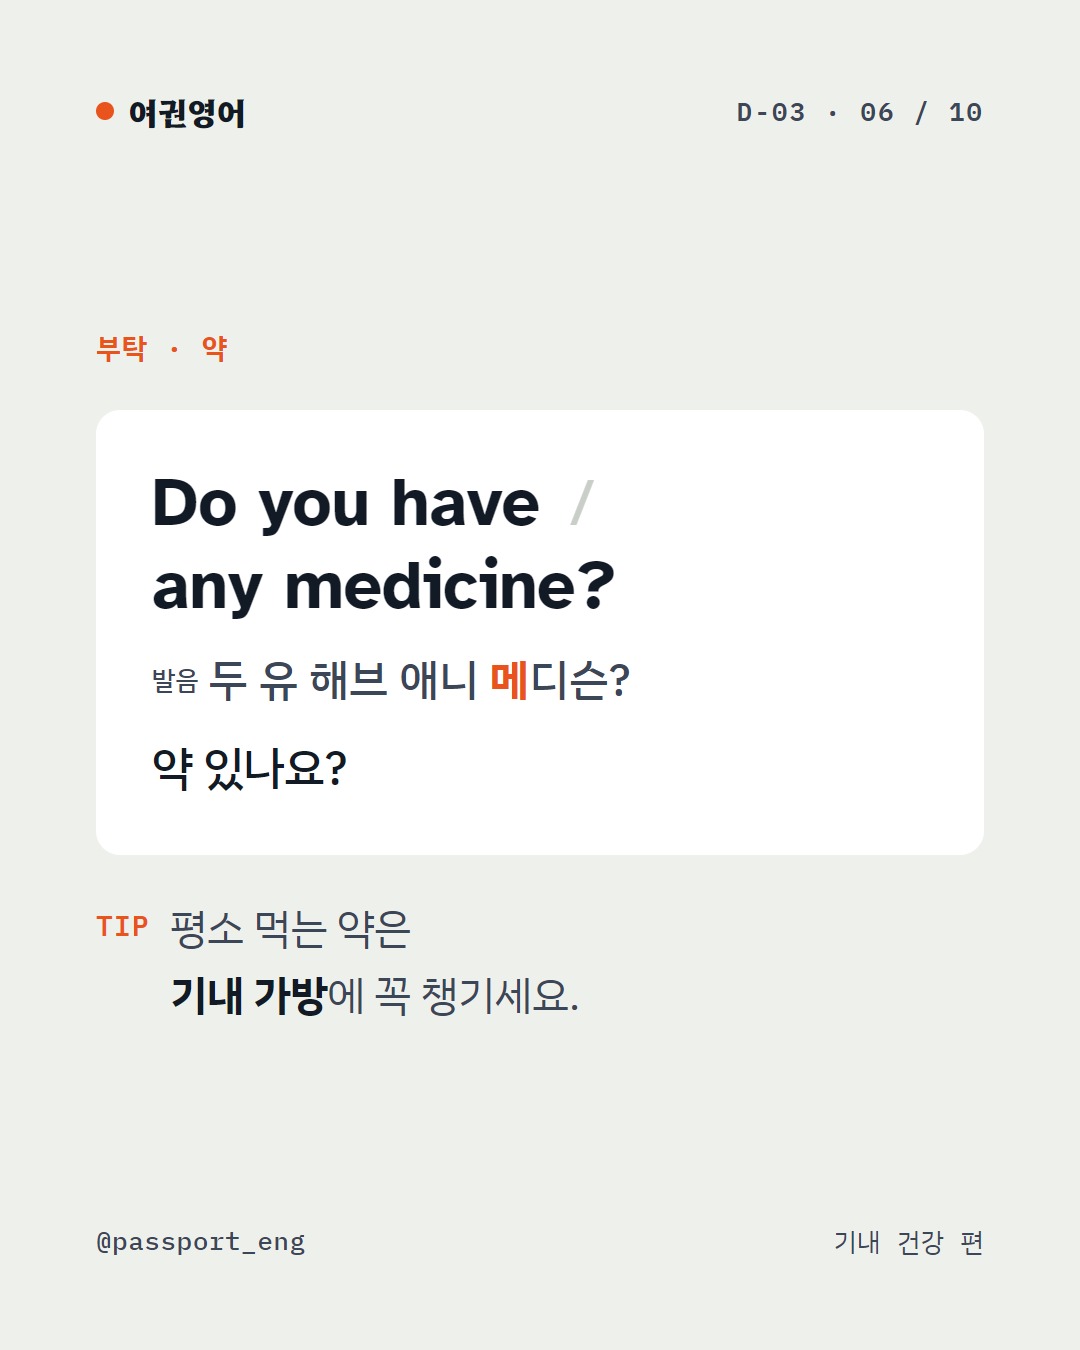 여권영어
D-03 · 06 / 10
부탁 · 약
Do you have /
any medicine?
발음 두 유 해브 애니 메디슨?
약 있나요?
TIP 평소 먹는 약은
기내 가방에 꼭 챙기세요.
@passport_eng
기내 건강 편